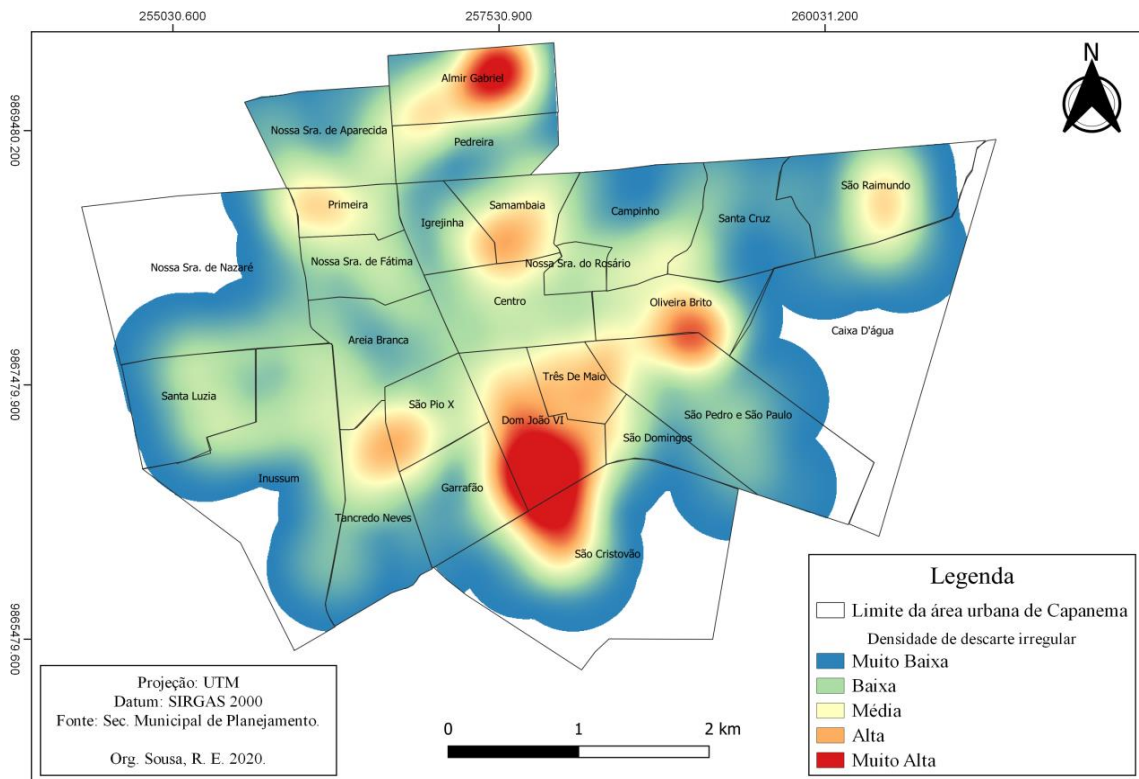 255030.600
257530.900
260031.200
N
9869480.200
9867479.900
9865479.600
Almir Gabriel
Nossa Sra. de Aparecida
Pedreira
São Raimundo
Primeira
Samambaia
Igrejinha
Campinho
Santa Cruz
Nossa Sra. de Nazaré
Nossa Sra. de Fátima
Nossa Sra. do Rosário
Centro
Oliveira Brito
Caixa D'água
Areia Branca
Três De Maio
Santa Luzia
São Pio X
São Pedro e São Paulo
Dom João VI
São Domingos
Inussum
Garrafão
Tancredo Neves
São Cristovão
Legenda
Limite da área urbana de Capanema
Densidade de descarte irregular
Muito Baixa
Baixa
Média
Alta
Muito Alta
Projeção: UTM
Datum: SIRGAS 2000
Fonte: Sec. Municipal de Planejamento.
Org. Sousa, R. E. 2020.
0 1 2 km